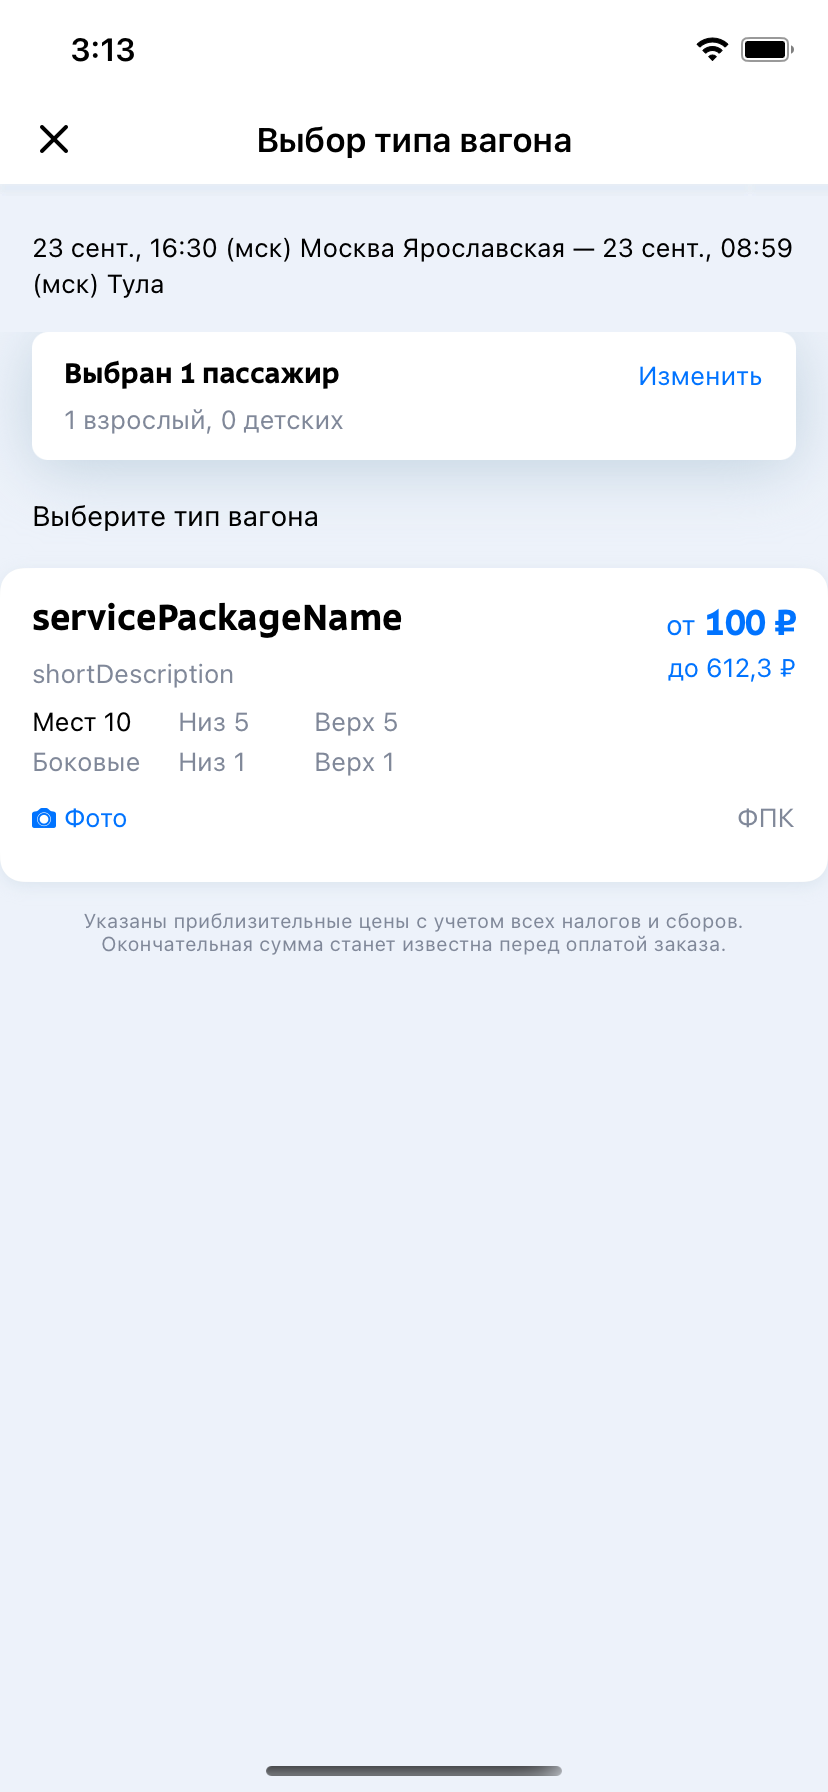 3:13
Выбор типа вагона
23 сент., 16:30 (мск) Москва Ярославская — 23 сент., 08:59
(мск) Тула
Выбран 1 пассажир
Изменить
1 взрослый, 0 детских
Выберите тип вагона
servicePackageName
от 100 ₽
shortDescription
до 612,3 ₽
Мест 10 Низ 5 Верх 5
Боковые Низ 1 Верх 1
Фото
ФПК
Указаны приблизительные цены с учетом всех налогов и сборов.
Окончательная сумма станет известна перед оплатой заказа.